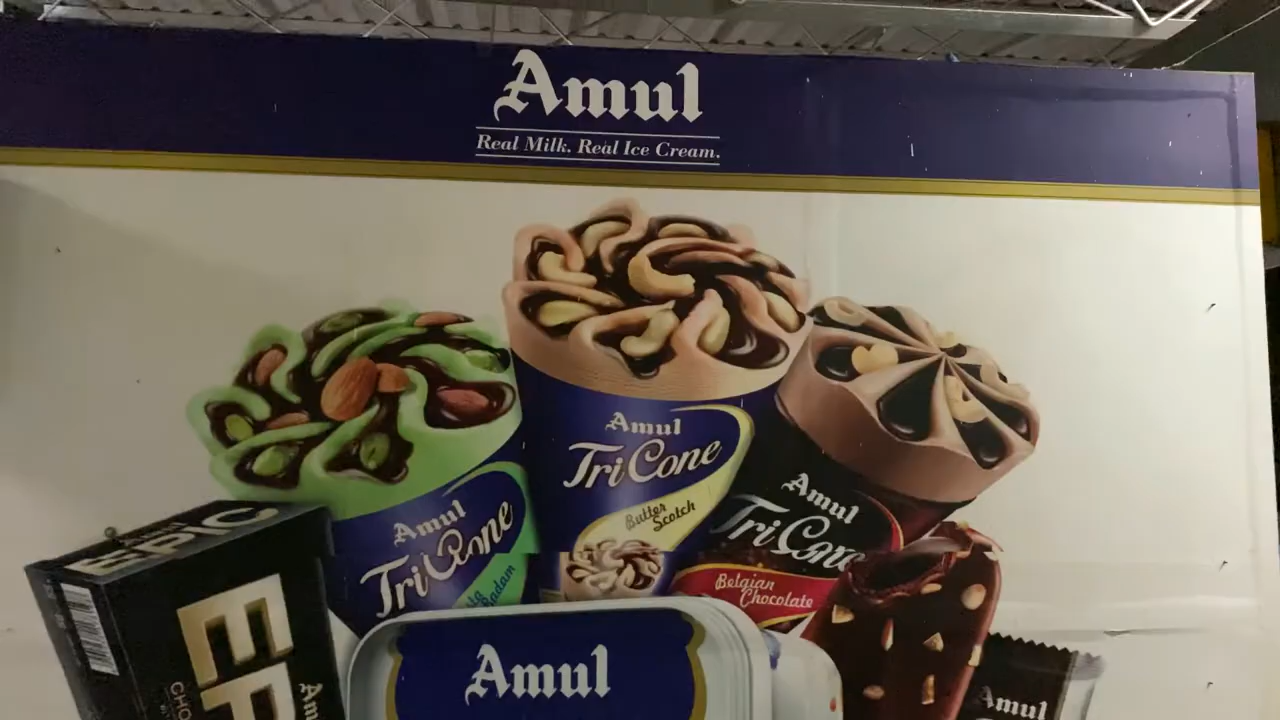 Amul
Real Milk. Real Ice Cream.
Amul
TriCone
Butter
Scotch
Amul
TriCone
Badam
Amul
TriCone
Belgian
Chocolate
EPIC
Amul
Amul